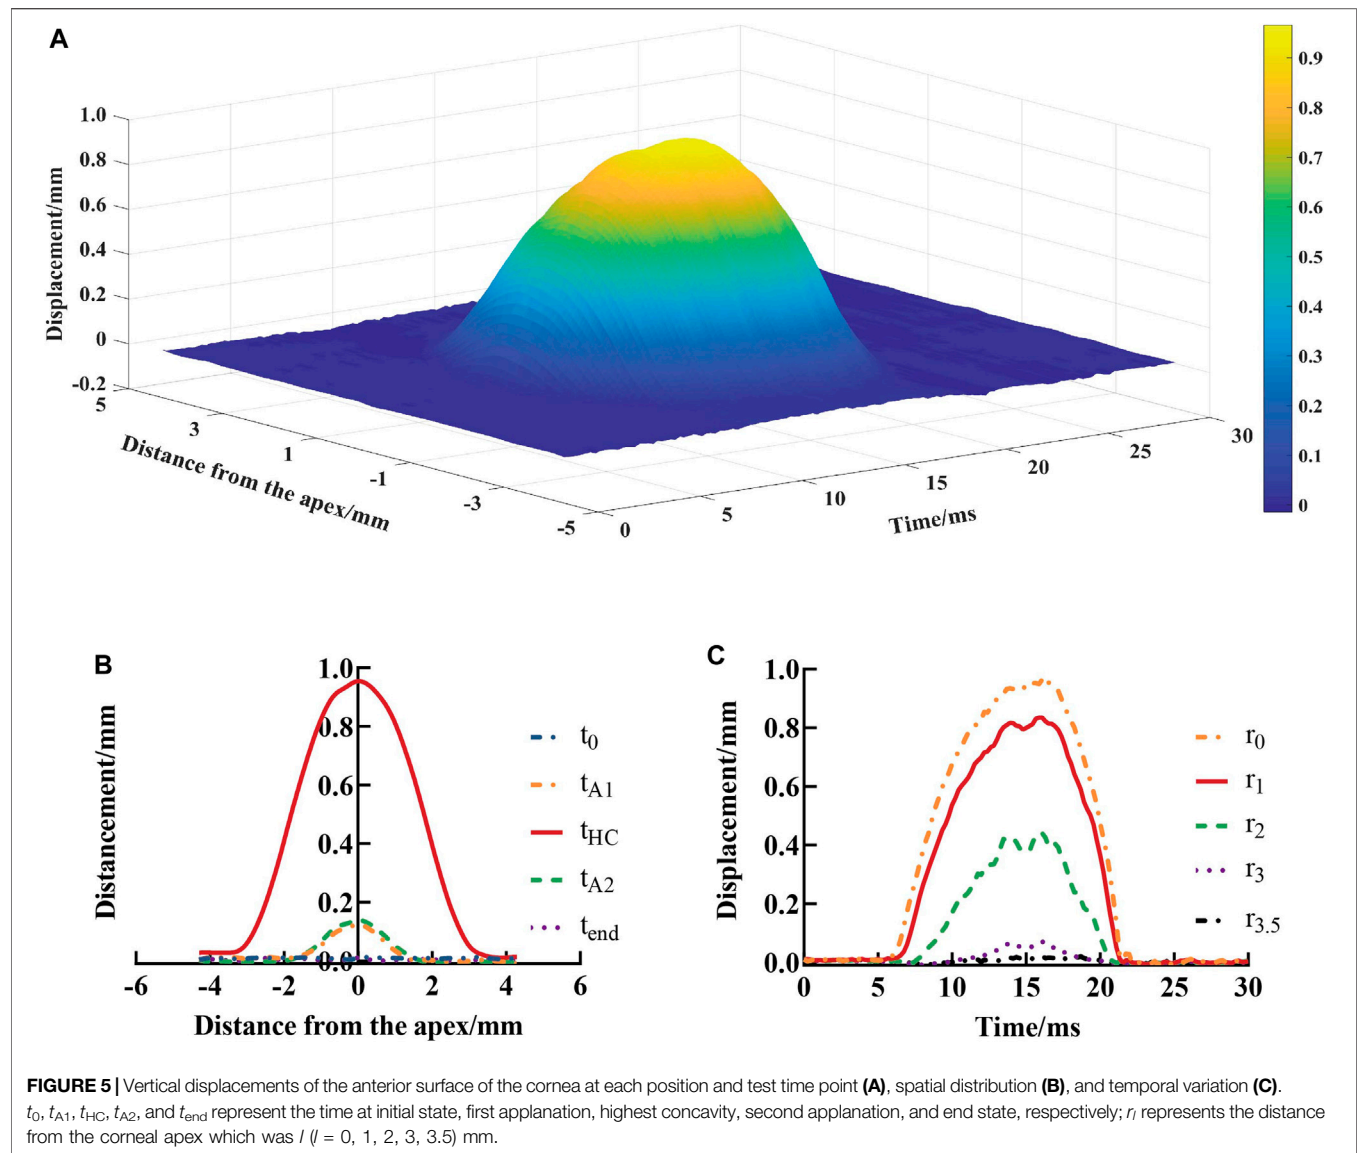 A
1.0
0.8
0.6
0.4
0.2
0
-0.2
Displacement/mm
5
3
1
-1
-3
-5
Distance from the apex/mm
0
5
10
15
20
25
30
Time/ms
0.9
0.8
0.7
0.6
0.5
0.4
0.3
0.2
0.1
0
B
1.0
0.8
0.6
0.4
0.2
0.0
Distancement/mm
-6 -4 -2 0 2 4 6
Distance from the apex/mm
t0
tA1
tHC
tA2
tend
C
1.0
0.8
0.6
0.4
0.2
0.0
Displacement/mm
0 5 10 15 20 25 30
Time/ms
r0
r1
r2
r3
r3.5
FIGURE 5 | Vertical displacements of the anterior surface of the cornea at each position and test time point (A), spatial distribution (B), and temporal variation (C).
t0, tA1, tHC, tA2, and tend represent the time at initial state, first applanation, highest concavity, second applanation, and end state, respectively; rl represents the distance
from the corneal apex which was l (l = 0, 1, 2, 3, 3.5) mm.